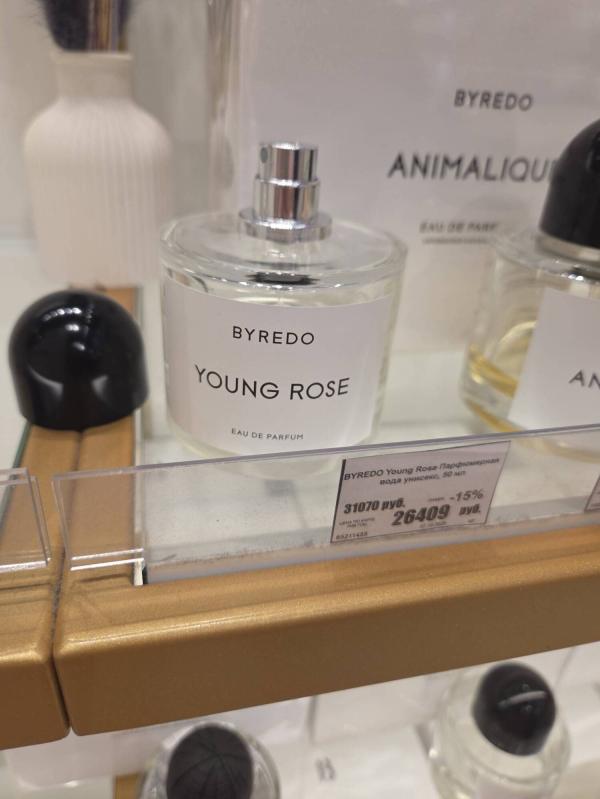 BYREDO
ANIMALIQU
EAU DE PARF
BYREDO
YOUNG ROSE
EAU DE PARFUM
AN
BYREDO Young Rose Парфюмерная
вода унисекс, 50 мл
31070 руб.
-15%
26409 руб.
65211488